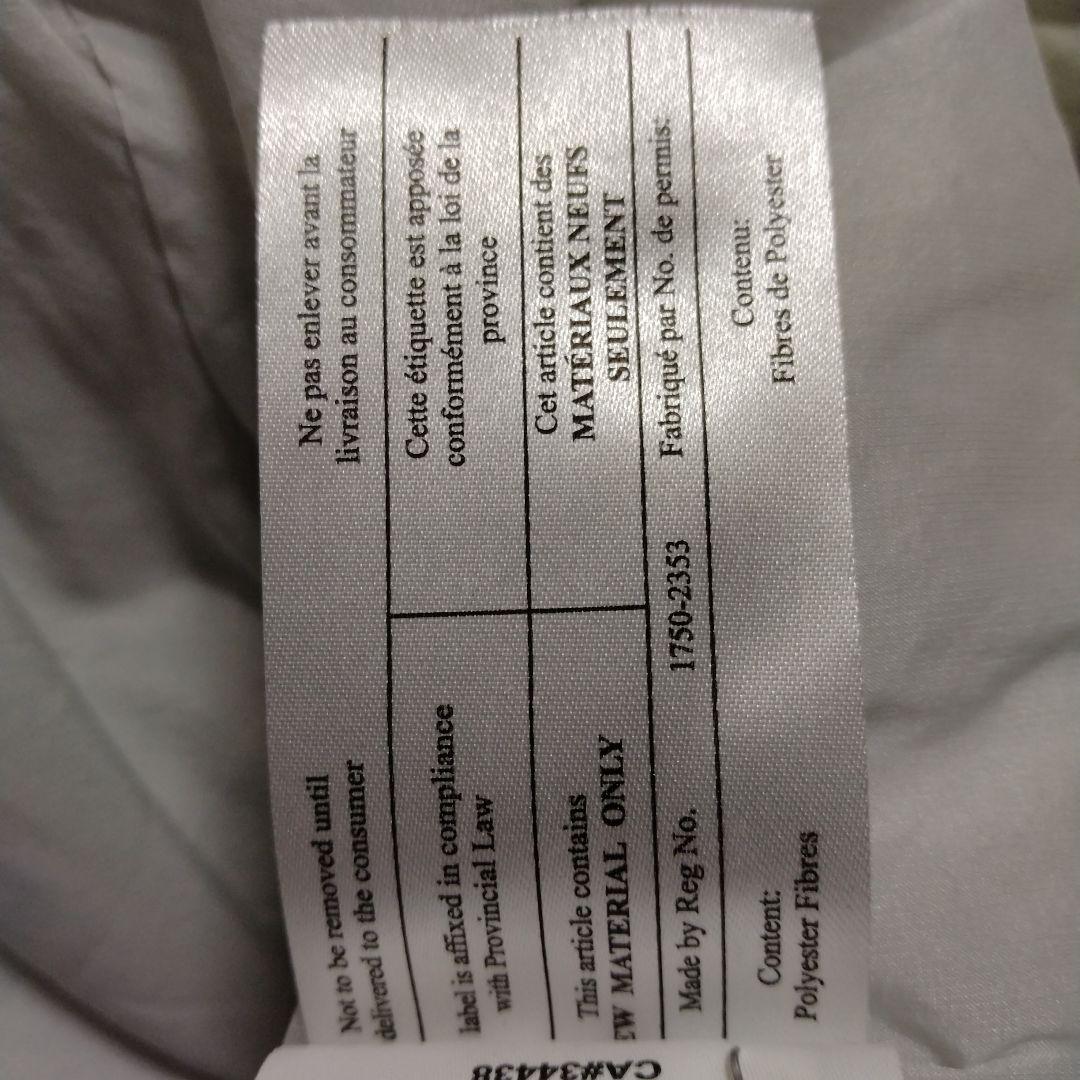 Not to be removed until
delivered to the consumer
Ne pas enlever avant la
livraison au consommateur
label is affixed in compliance
with Provincial Law
Cette étiquette est apposée
conformément à la loi de la
province
This article contains
EW MATERIAL ONLY
Cet article contient des
MATÉRIAUX NEUFS
SEULEMENT
Made by Reg No. 1750-2353 Fabriqué par No. de permis:
Content:
Polyester Fibres
Contenu:
Fibres de Polyester
CA#34438